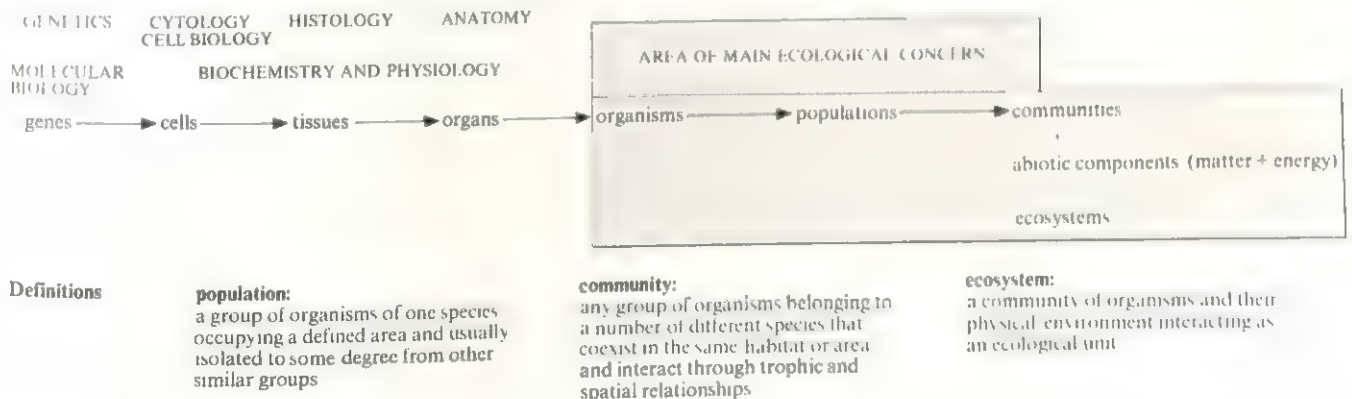 GENETICS CYTOLOGY HISTOLOGY ANATOMY
CELL BIOLOGY
AREA OF MAIN ECOLOGICAL CONCERN
MOLECULAR BIOCHEMISTRY AND PHYSIOLOGY
BIOLOGY
genes cells tissues organs organisms populations communities
+
abiotic components (matter + energy)
ecosystems
Definitions
population:
a group of organisms of one species
occupying a defined area and usually
isolated to some degree from other
similar groups
community:
any group of organisms belonging to
a number of different species that
coexist in the same habitat or area
and interact through trophic and
spatial relationships
ecosystem:
a community of organisms and their
physical environment interacting as
an ecological unit